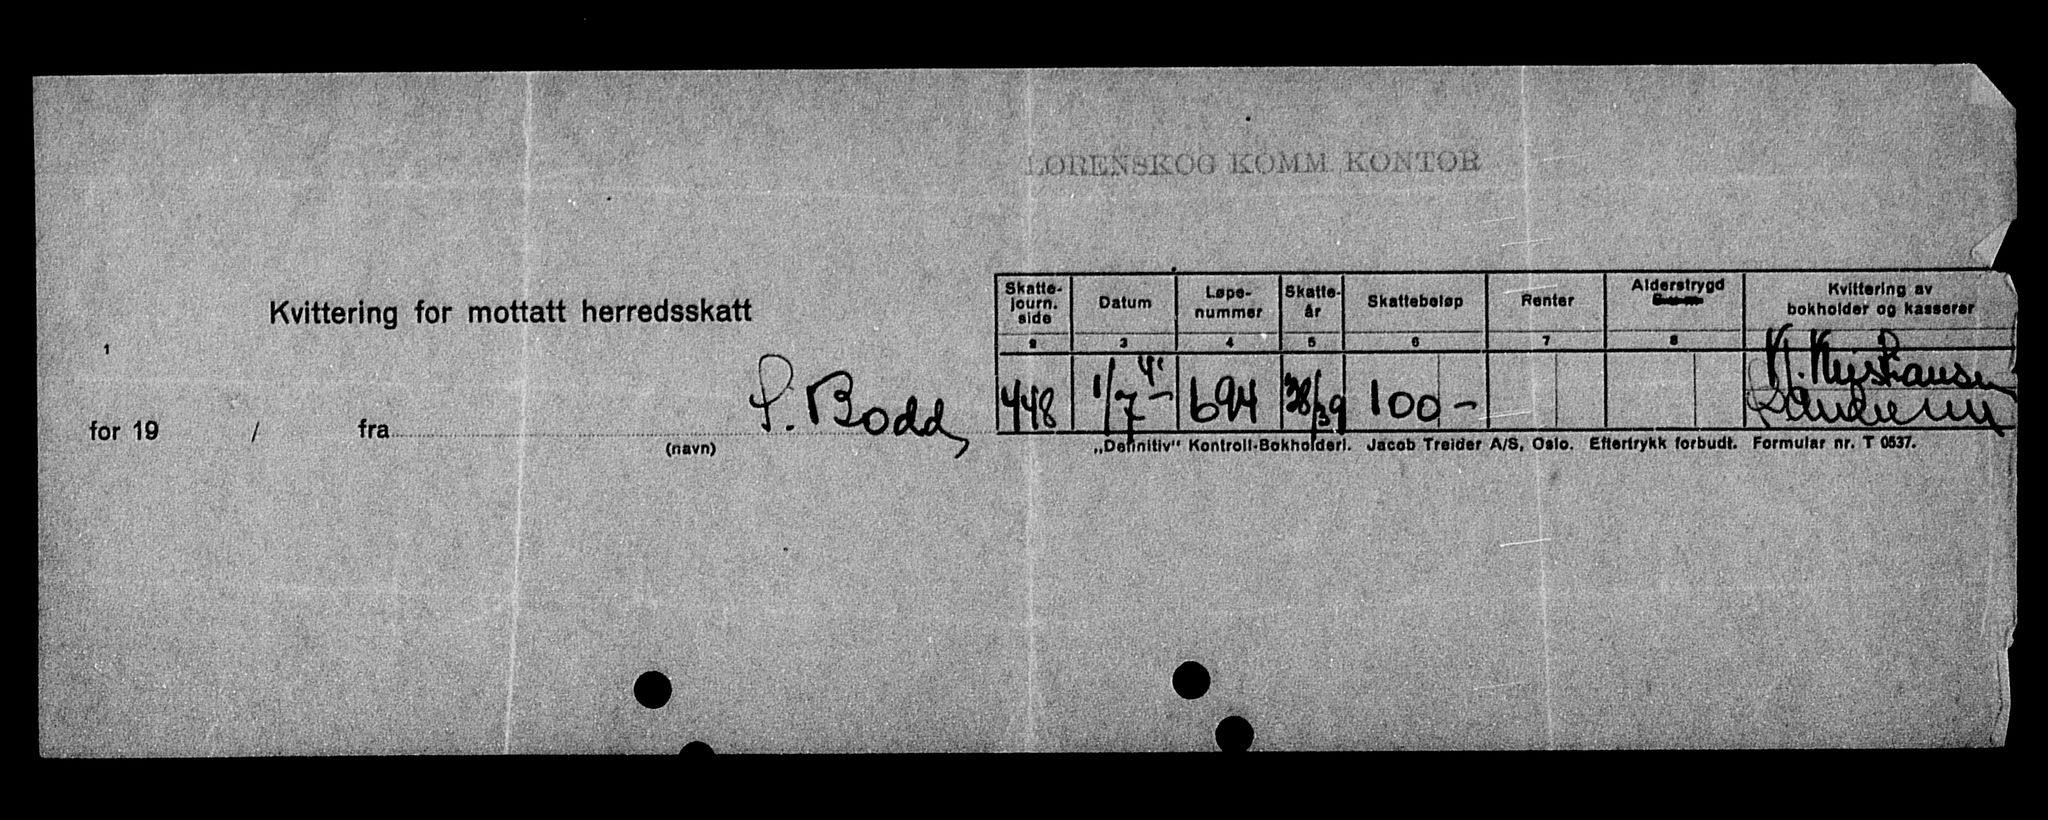 LØRENSKOG KOMM. KONTOR
Kvittering for mottatt herredsskatt
Skatte-journ. side Datum Løpe-nummer Skatte-år Skattebeløp Renter Alderstrygd Kvittering av bokholder og kasserer
1 2 3 4 5 6 7 8
for 19 / fra S. Bodd, 448 1/7 41 - 694 38/39 100 -
(navn)
„Definitiv" Kontroll-Bokholderi. Jacob Treider A/S, Oslo. Eftertrykk forbudt. Formular nr. T 0537.